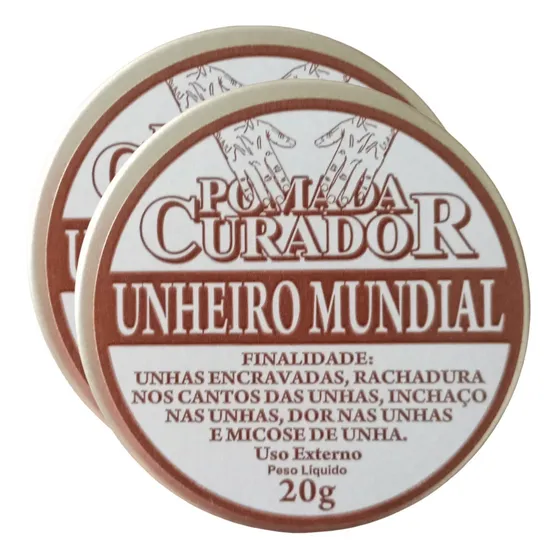 POMADA
CURADOR
UNHEIRO MUNDIAL
FINALIDADE:
UNHAS ENCRAVADAS, RACHADURA
NOS CANTOS DAS UNHAS, INCHAÇO
NAS UNHAS, DOR NAS UNHAS
E MICOSE DE UNHA.
Uso Externo
Peso Líquido
20g